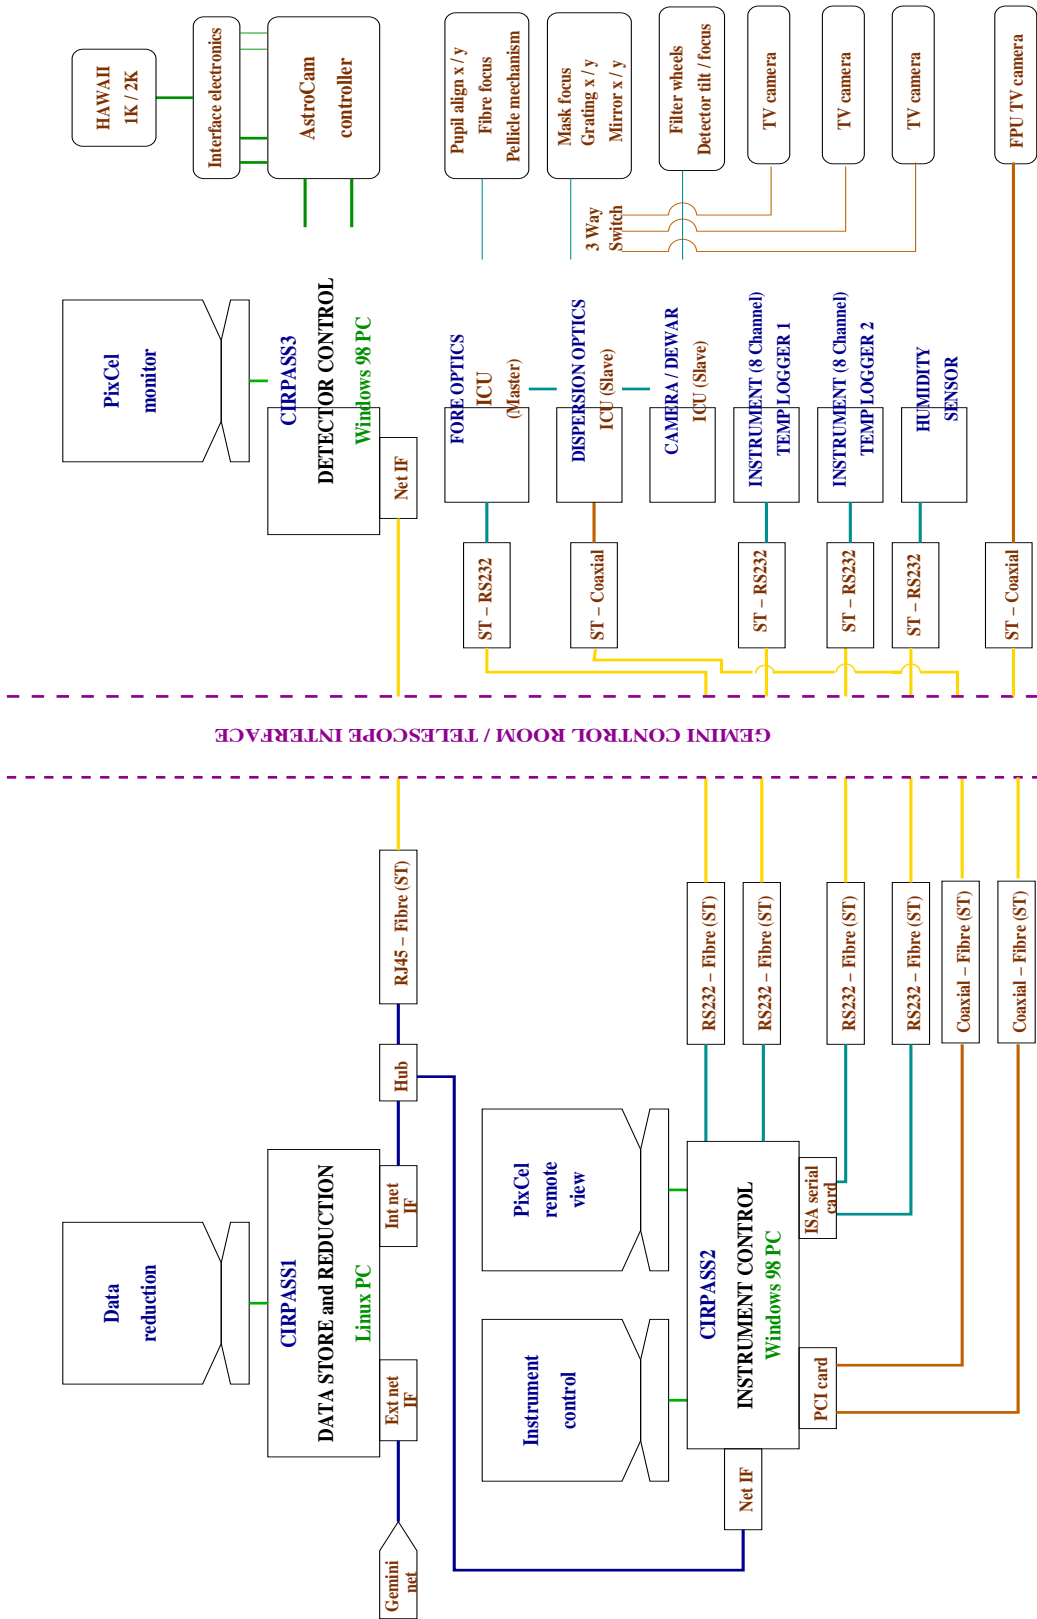 HAWAII
1K / 2K
Interface electronics
AstroCam
controller
Pupil align x / y
Fibre focus
Pellicle mechanism
Mask focus
Grating x / y
Mirror x / y
Filter wheels
Detector tilt / focus
TV camera
TV camera
TV camera
FPU TV camera
3 Way
Switch
PixCel
monitor
CIRPASS3
DETECTOR CONTROL
Windows 98 PC
Net IF
FORE OPTICS
ICU
(Master)
DISPERSION OPTICS
ICU (Slave)
CAMERA / DEWAR
ICU (Slave)
INSTRUMENT (8 Channel)
TEMP LOGGER 1
INSTRUMENT (8 Channel)
TEMP LOGGER 2
HUMIDITY
SENSOR
ST – RS232
ST – Coaxial
ST – RS232
ST – RS232
ST – RS232
ST – Coaxial
GEMINI CONTROL ROOM / TELESCOPE INTERFACE
RJ45 – Fibre (ST)
RS232 – Fibre (ST)
RS232 – Fibre (ST)
RS232 – Fibre (ST)
RS232 – Fibre (ST)
Coaxial – Fibre (ST)
Coaxial – Fibre (ST)
Hub
Data
reduction
CIRPASS1
DATA STORE and REDUCTION
Linux PC
Int net
IF
Ext net
IF
Gemini
net
PixCel
remote
view
Instrument
control
CIRPASS2
INSTRUMENT CONTROL
Windows 98 PC
ISA serial
card
PCI card
Net IF